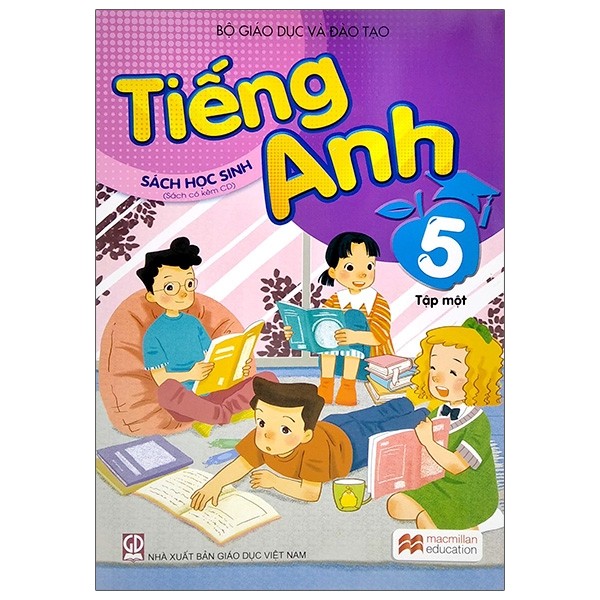 BỘ GIÁO DỤC VÀ ĐÀO TẠO
Tiếng
Anh
SÁCH HỌC SINH
(Sách có kèm CD)
5
Tập một
NHÀ XUẤT BẢN GIÁO DỤC VIỆT NAM
macmillan
education